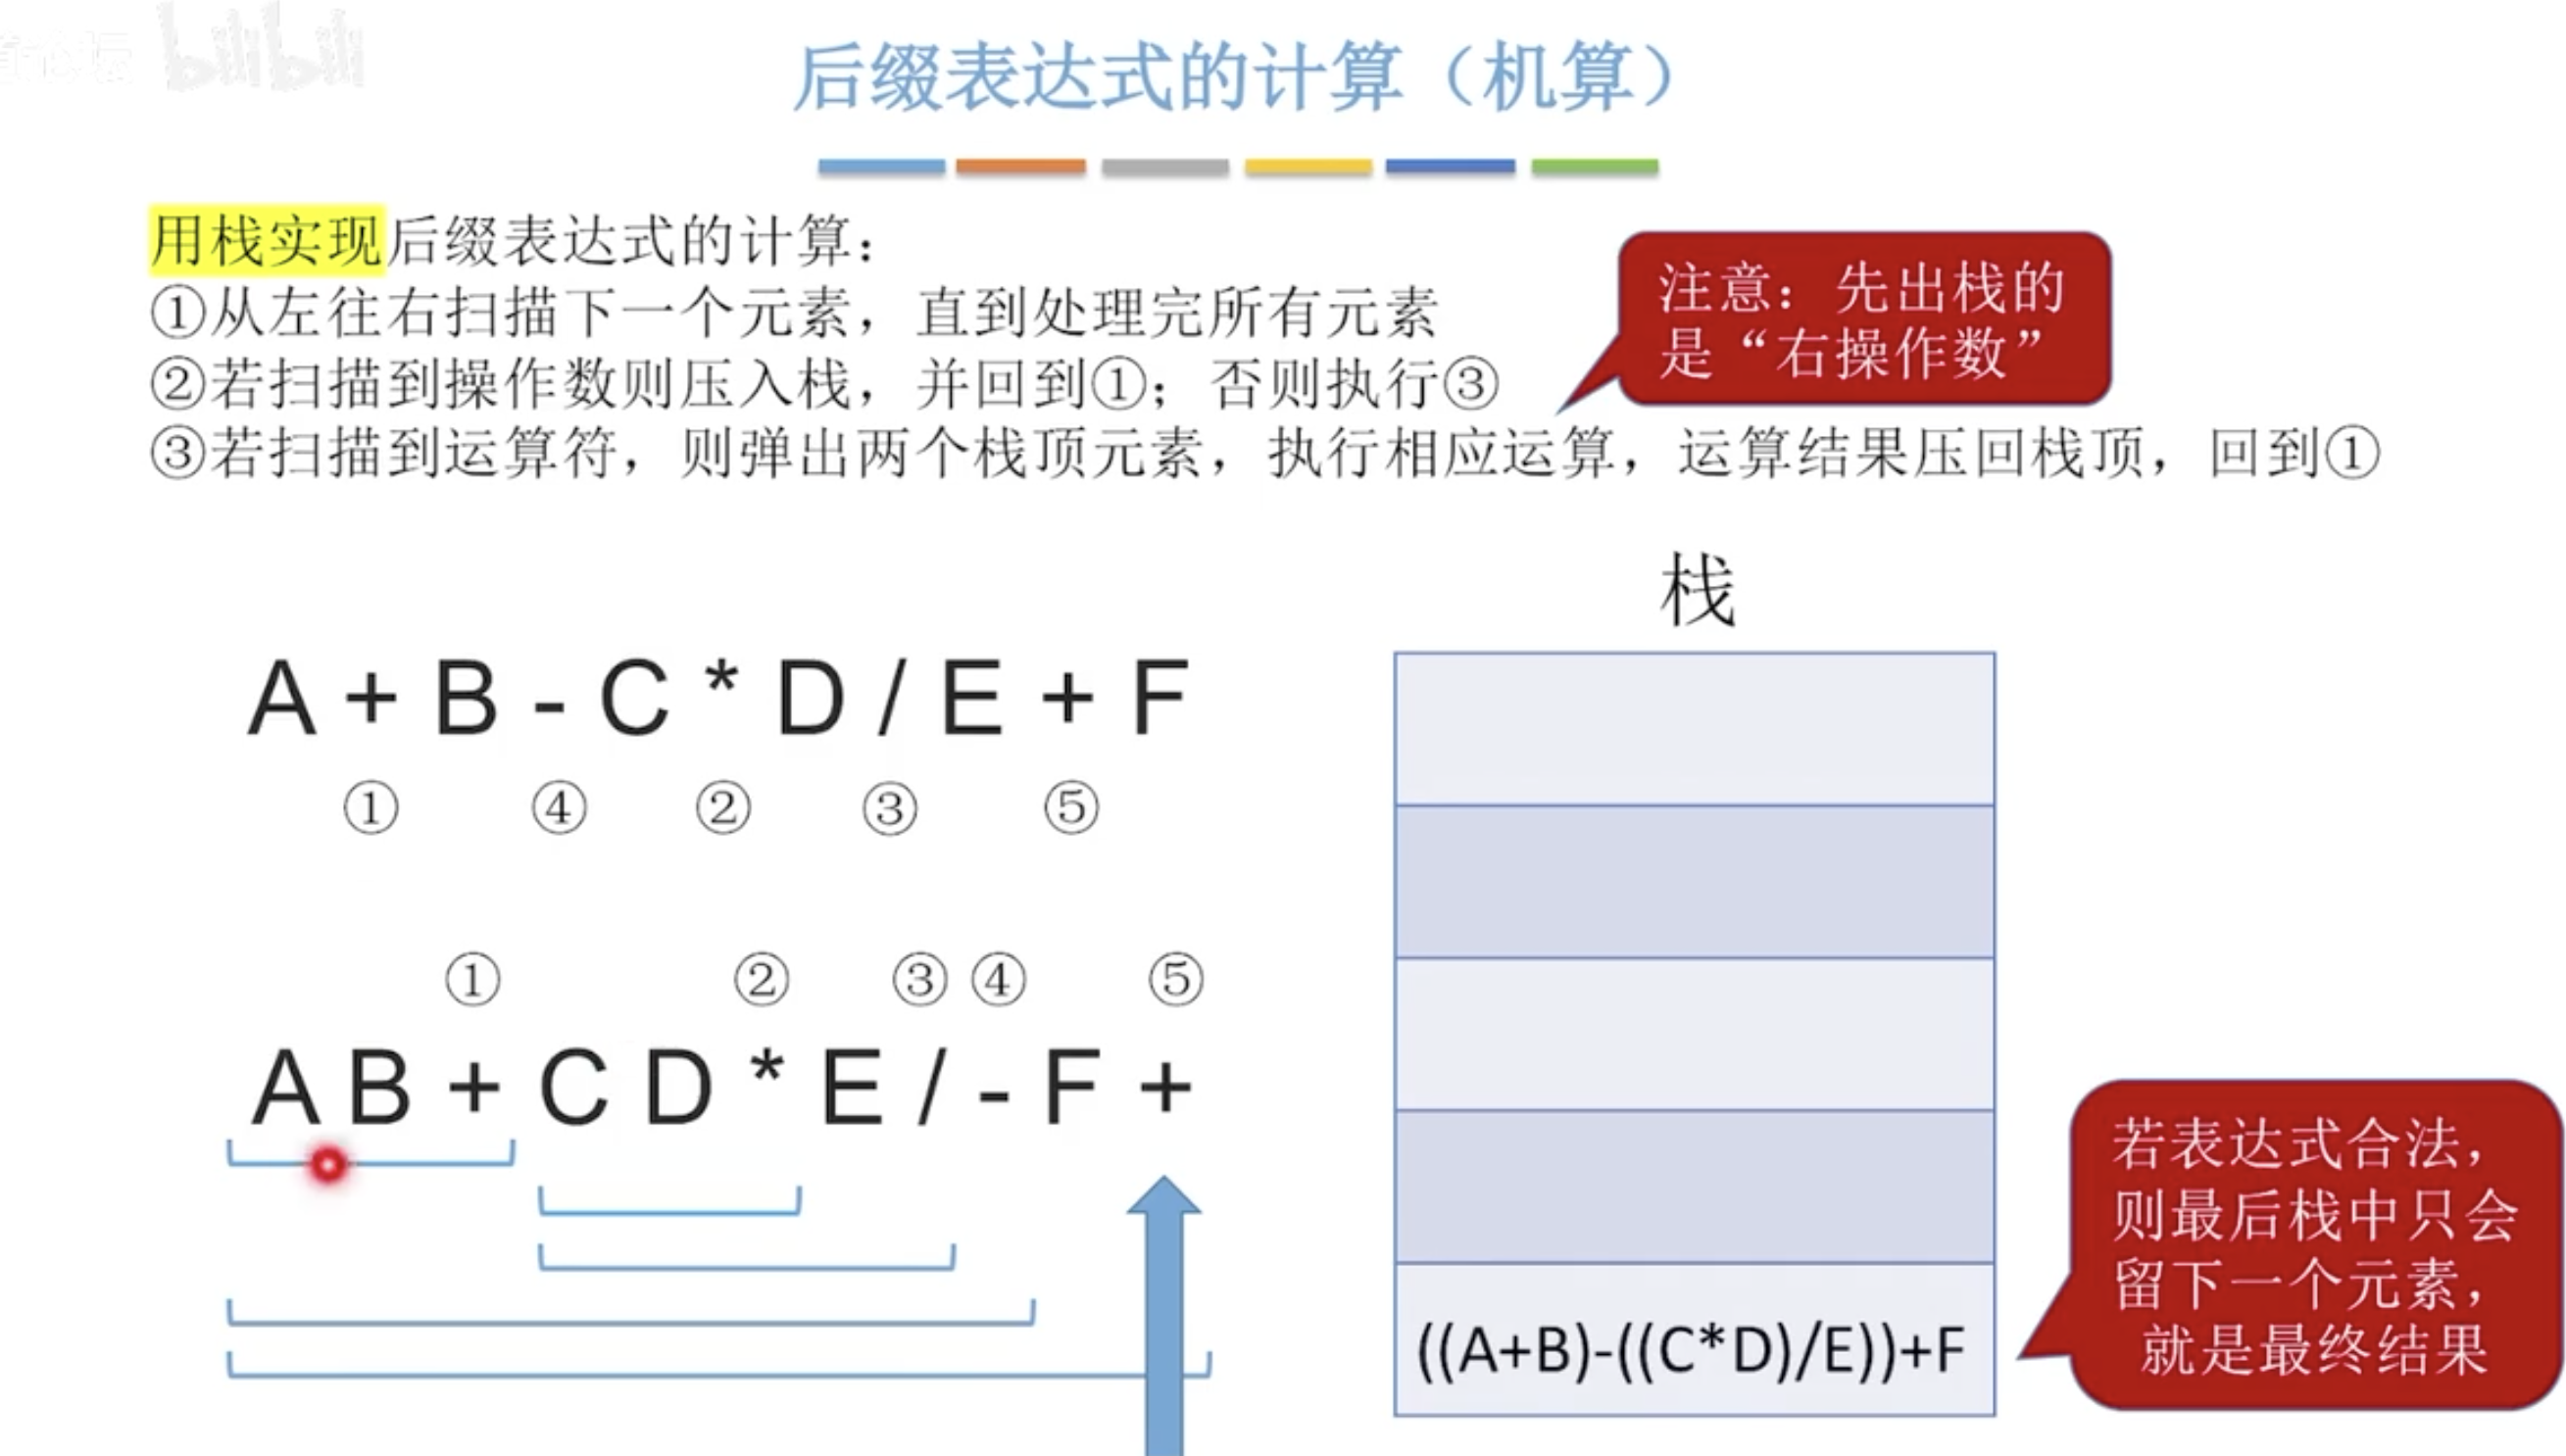 bilibili
后缀表达式的计算（机算）
用栈实现后缀表达式的计算：
①从左往右扫描下一个元素，直到处理完所有元素
②若扫描到操作数则压入栈，并回到①；否则执行③
③若扫描到运算符，则弹出两个栈顶元素，执行相应运算，运算结果压回栈顶，回到①
注意：先出栈的
是“右操作数”
A + B - C * D / E + F
① ④ ② ③ ⑤
① ② ③ ④ ⑤
A B + C D * E / - F +
栈
((A+B)-((C*D)/E))+F
若表达式合法，
则最后栈中只会
留下一个元素，
就是最终结果